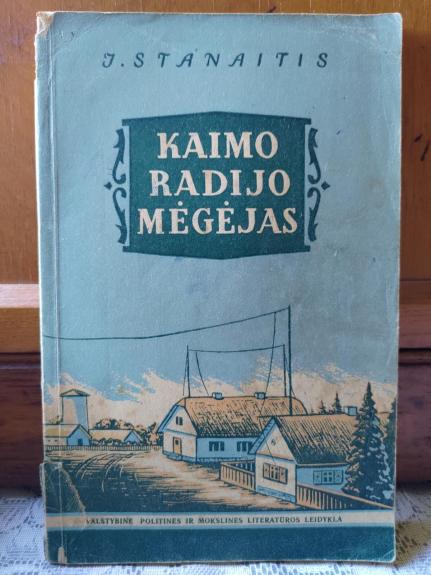 J. STANAITIS
KAIMO
RADIJO
MĖGĖJAS
VALSTYBINĖ POLITINĖS IR MOKSLINĖS LITERATŪROS LEIDYKLA